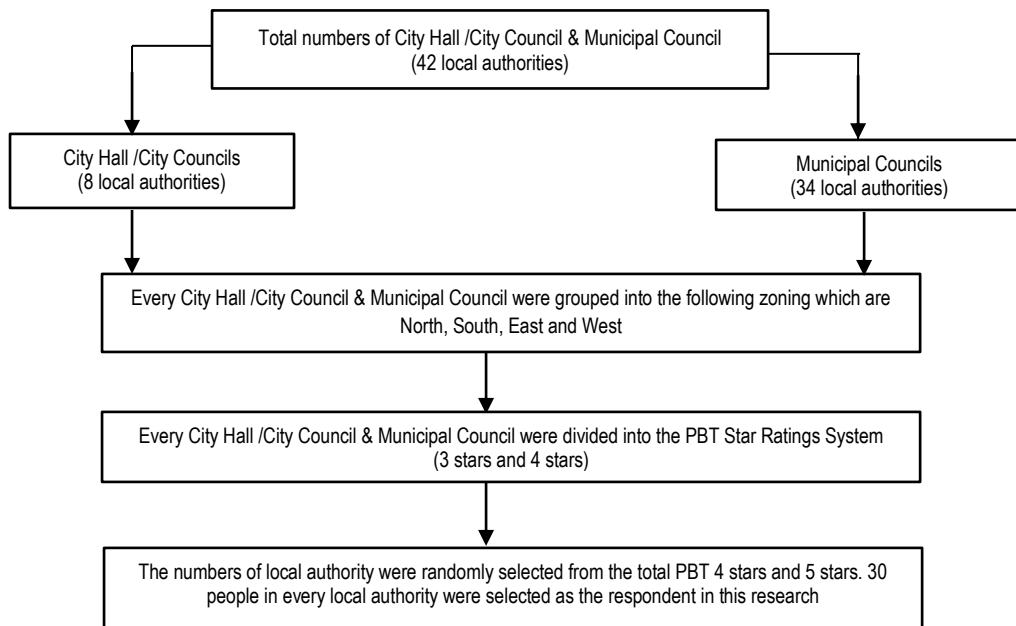 Total numbers of City Hall /City Council & Municipal Council
(42 local authorities)
City Hall /City Councils
(8 local authorities)
Municipal Councils
(34 local authorities)
Every City Hall /City Council & Municipal Council were grouped into the following zoning which are
North, South, East and West
Every City Hall /City Council & Municipal Council were divided into the PBT Star Ratings System
(3 stars and 4 stars)
The numbers of local authority were randomly selected from the total PBT 4 stars and 5 stars. 30
people in every local authority were selected as the respondent in this research